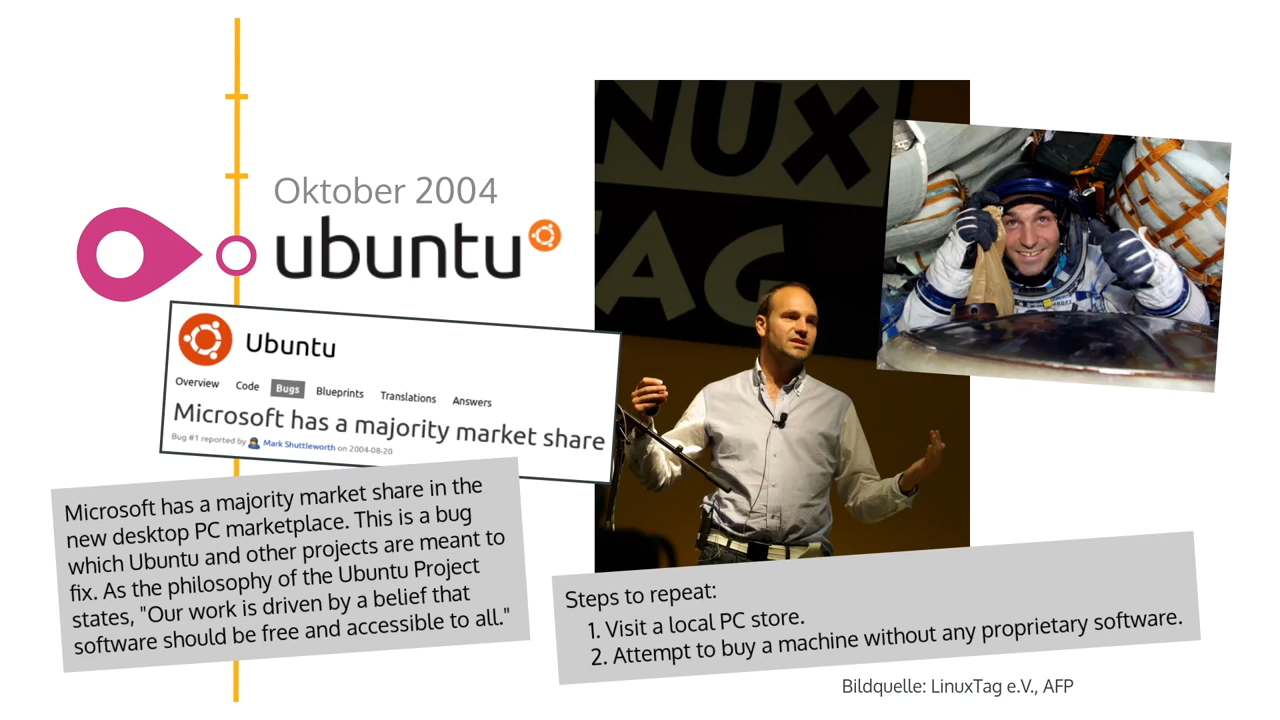 Oktober 2004
ubuntu
Ubuntu
Overview Code Bugs Blueprints Translations Answers
Microsoft has a majority market share
Bug #1 reported by Mark Shuttleworth on 2004-08-20
Microsoft has a majority market share in the
new desktop PC marketplace. This is a bug
which Ubuntu and other projects are meant to
fix. As the philosophy of the Ubuntu Project
states, "Our work is driven by a belief that
software should be free and accessible to all."
NUX
TAG
Steps to repeat:
1. Visit a local PC store.
2. Attempt to buy a machine without any proprietary software.
Bildquelle: LinuxTag e.V., AFP